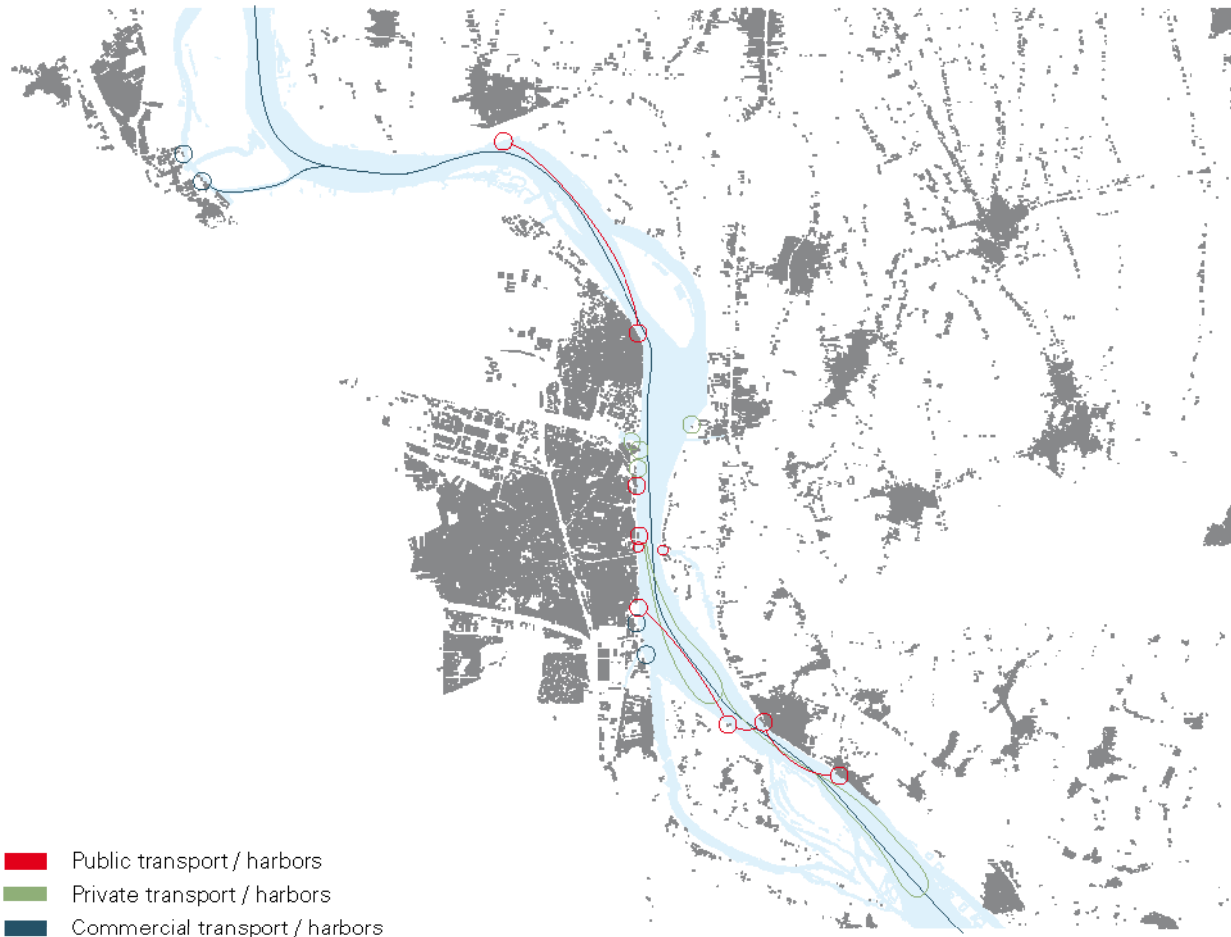 Public transport / harbors
Private transport / harbors
Commercial transport / harbors